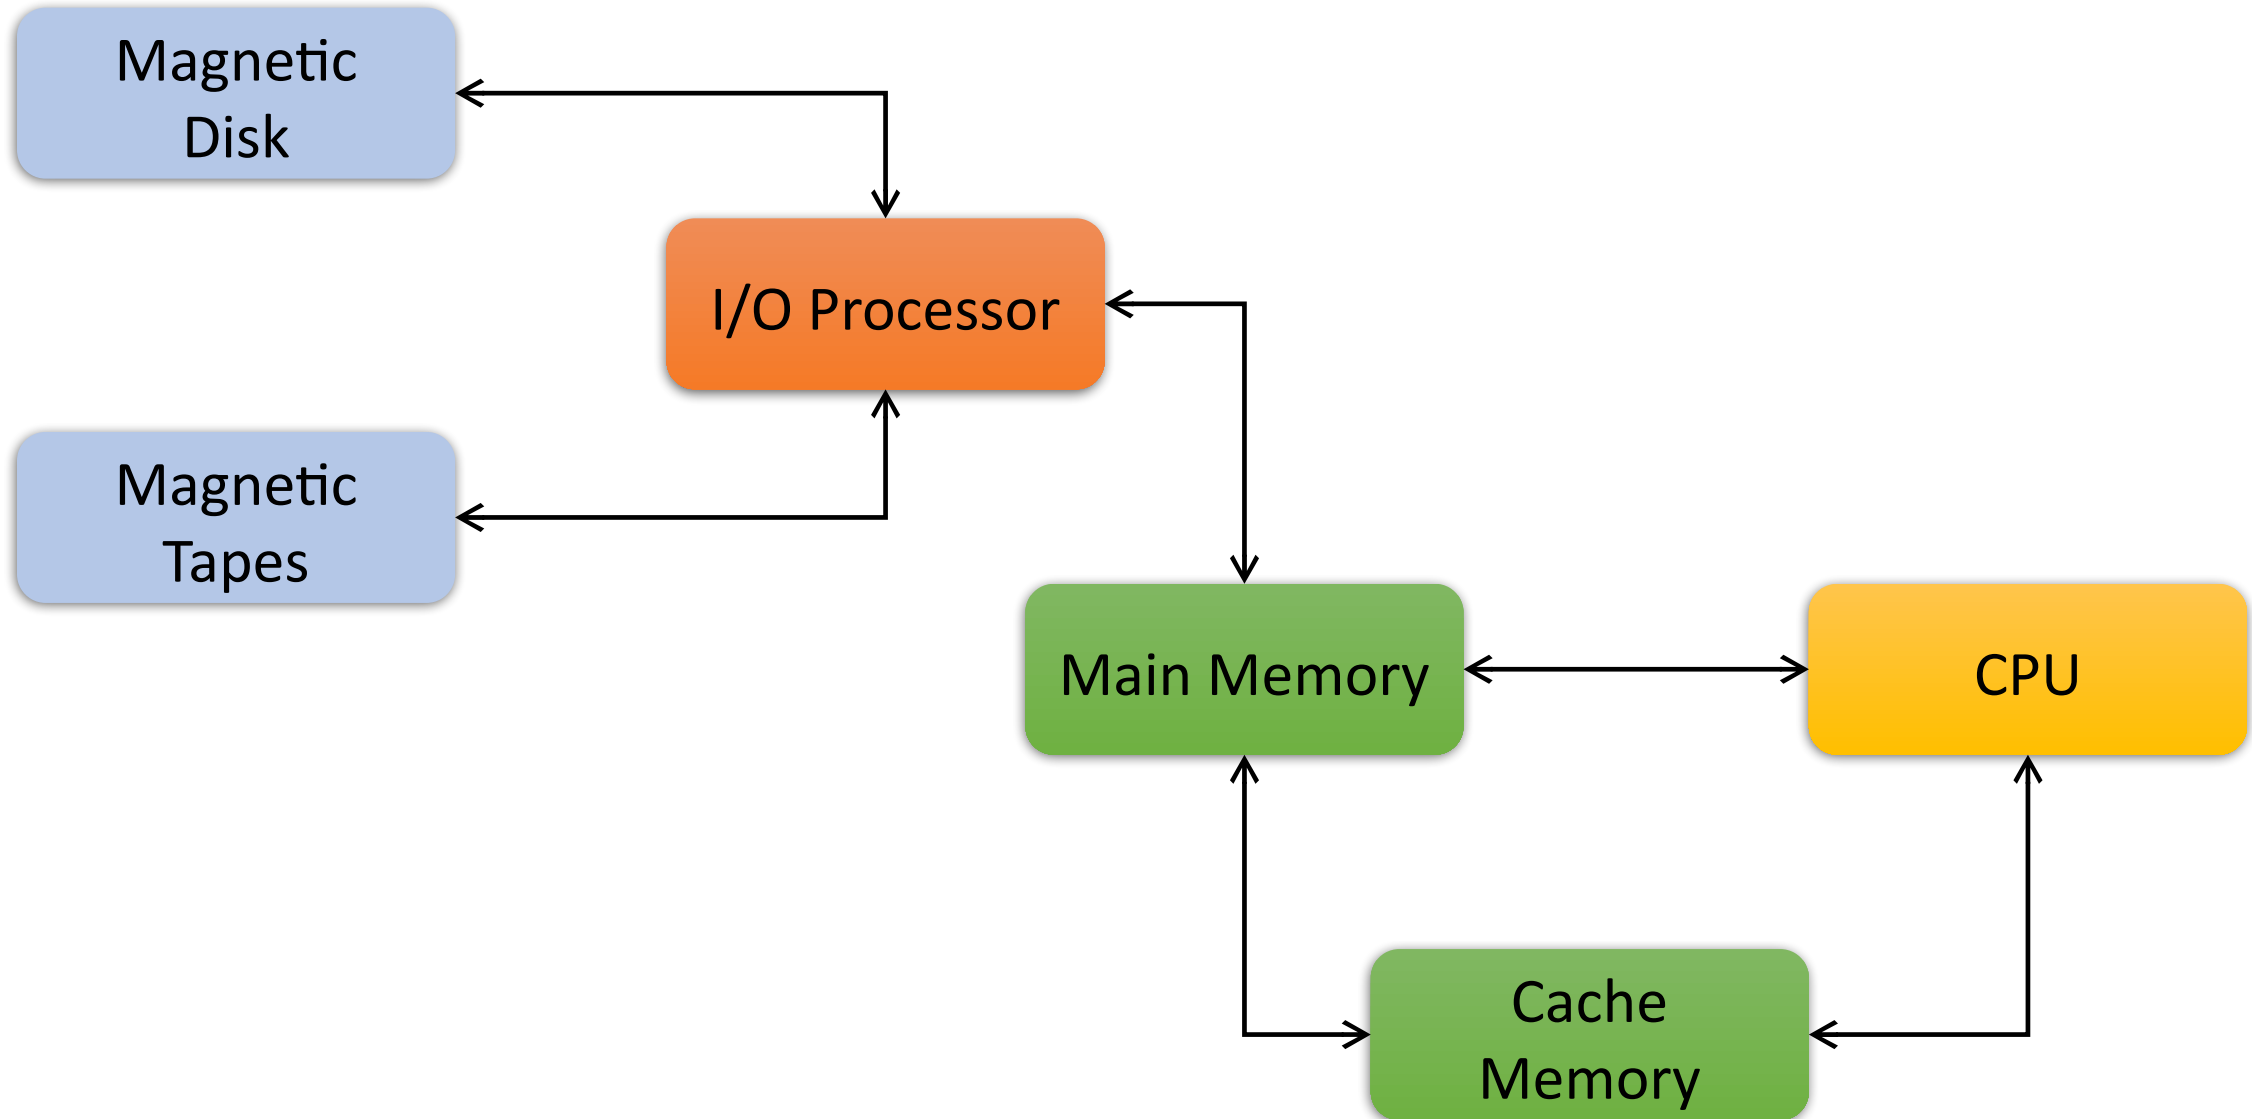 Magnetic
Disk
I/O Processor
Magnetic
Tapes
Main Memory
CPU
Cache
Memory